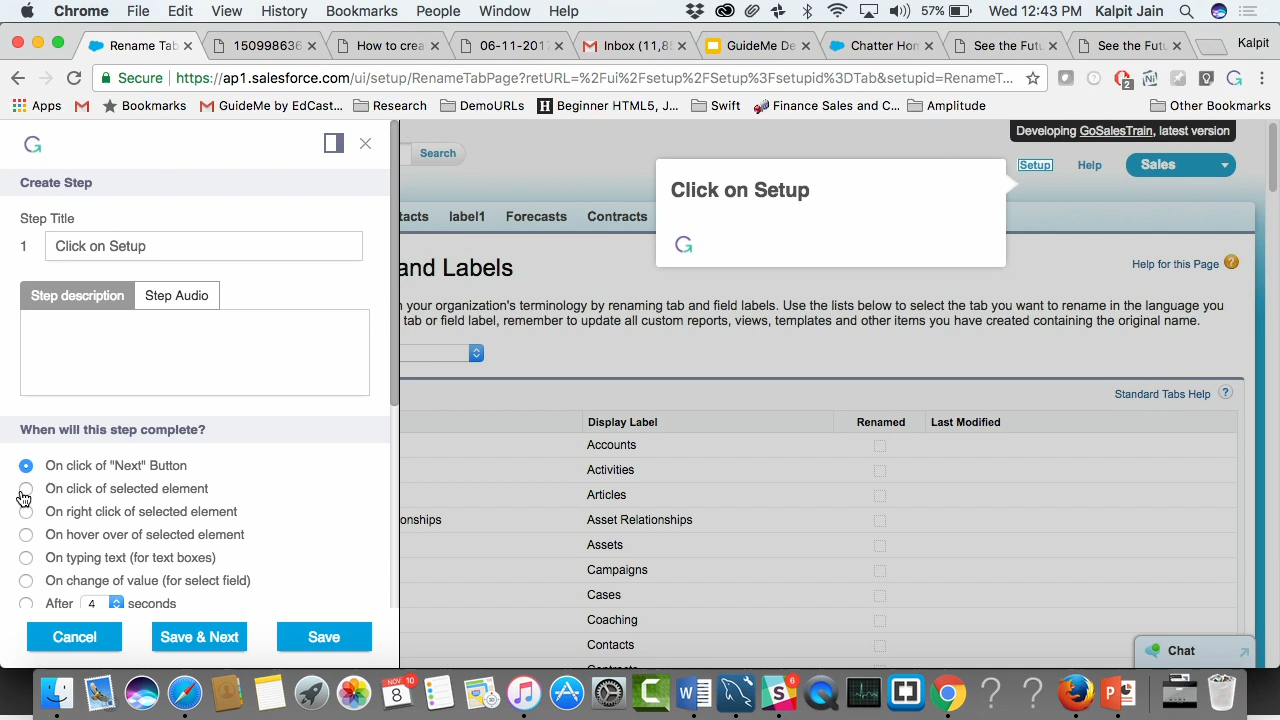 Chrome File Edit View History Bookmarks People Window Help 57% Wed 12:43 PM Kalpit Jain
Rename Tab 150998636 How to crea 06-11-201 Inbox (11,8 GuideMe De Chatter Hom See the Futu See the Futu Kalpit
Secure https://ap1.salesforce.com/ui/setup/RenameTabPage?retURL=%2Fui%2Fsetup%2FSetup%3Fsetupid%3DTab&setupid=RenameT... 2
Apps Bookmarks GuideMe by EdCast... Research DemoURLs Beginner HTML5, J... Swift Finance Sales and C... Amplitude Other Bookmarks
Developing GoSalesTrain, latest version
Search
Setup Help Sales
Create Step
Click on Setup
Step Title
tacts label1 Forecasts Contracts
1 Click on Setup
and Labels
Help for this Page
Step description Step Audio
n your organization's terminology by renaming tab and field labels. Use the lists below to select the tab you want to rename in the language you
tab or field label, remember to update all custom reports, views, templates and other items you have created containing the original name.
Standard Tabs Help ?
Display Label Renamed Last Modified
When will this step complete?
Accounts
On click of "Next" Button
Activities
On click of selected element
Articles
On right click of selected element
onships Asset Relationships
On hover over of selected element
Assets
On typing text (for text boxes)
Campaigns
On change of value (for select field)
Cases
After 4 seconds
Coaching
Cancel Save & Next Save
Contacts
Chat
NOV 10
8
6